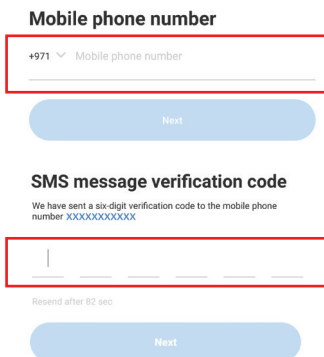 Mobile phone number
+971 Mobile phone number
Next
SMS message verification code
We have sent a six-digit verification code to the mobile phone
number XXXXXXXXXXX
Resend after 82 sec
Next